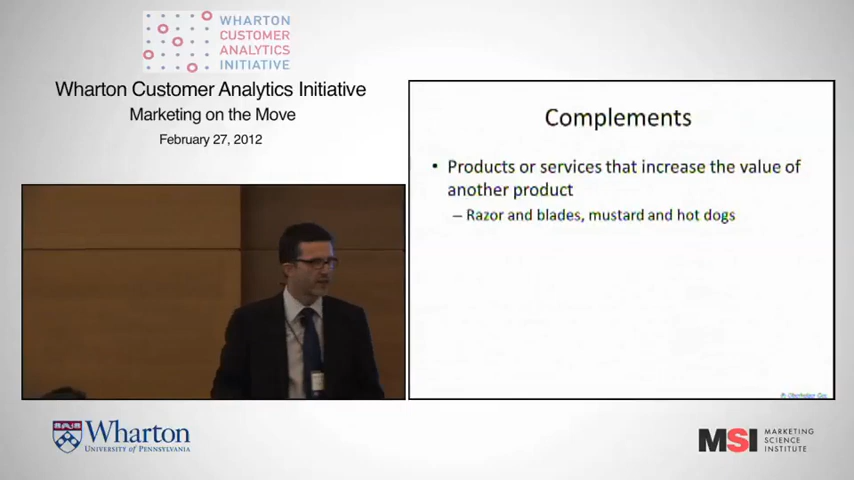 WHARTON
CUSTOMER
ANALYTICS
INITIATIVE
Wharton Customer Analytics Initiative
Marketing on the Move
February 27, 2012
Complements
• Products or services that increase the value of
another product
– Razor and blades, mustard and hot dogs
Wharton
UNIVERSITY of PENNSYLVANIA
MSI
MARKETING
SCIENCE
INSTITUTE